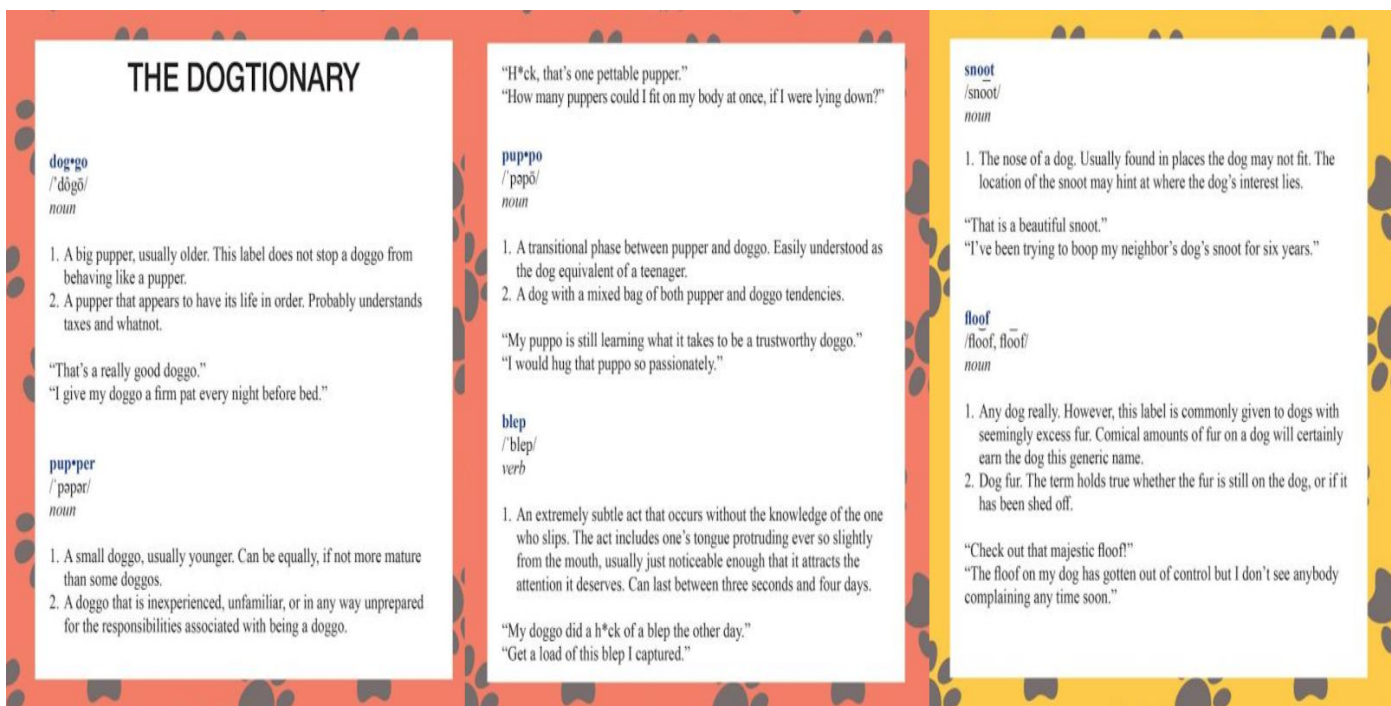 THE DOGTIONARY
dog•go
/ˈdôgō/
noun
1. A big pupper, usually older. This label does not stop a doggo from
behaving like a pupper.
2. A pupper that appears to have its life in order. Probably understands
taxes and whatnot.
“That’s a really good doggo.”
“I give my doggo a firm pat every night before bed.”
pup•per
/ˈpəpər/
noun
1. A small doggo, usually younger. Can be equally, if not more mature
than some doggos.
2. A doggo that is inexperienced, unfamiliar, or in any way unprepared
for the responsibilities associated with being a doggo.
“H*ck, that’s one pettable pupper.”
“How many puppers could I fit on my body at once, if I were lying down?”
pup•po
/ˈpəpō/
noun
1. A transitional phase between pupper and doggo. Easily understood as
the dog equivalent of a teenager.
2. A dog with a mixed bag of both pupper and doggo tendencies.
“My puppo is still learning what it takes to be a trustworthy doggo.”
“I would hug that puppo so passionately.”
blep
/ˈblep/
verb
1. An extremely subtle act that occurs without the knowledge of the one
who slips. The act includes one’s tongue protruding ever so slightly
from the mouth, usually just noticeable enough that it attracts the
attention it deserves. Can last between three seconds and four days.
“My doggo did a h*ck of a blep the other day.”
“Get a load of this blep I captured.”
snoot
/sno͞ot/
noun
1. The nose of a dog. Usually found in places the dog may not fit. The
location of the snoot may hint at where the dog’s interest lies.
“That is a beautiful snoot.”
“I’ve been trying to boop my neighbor’s dog’s snoot for six years.”
floof
/flo͝of, flo͞of/
noun
1. Any dog really. However, this label is commonly given to dogs with
seemingly excess fur. Comical amounts of fur on a dog will certainly
earn the dog this generic name.
2. Dog fur. The term holds true whether the fur is still on the dog, or if it
has been shed off.
“Check out that majestic floof!”
“The floof on my dog has gotten out of control but I don’t see anybody
complaining any time soon.”